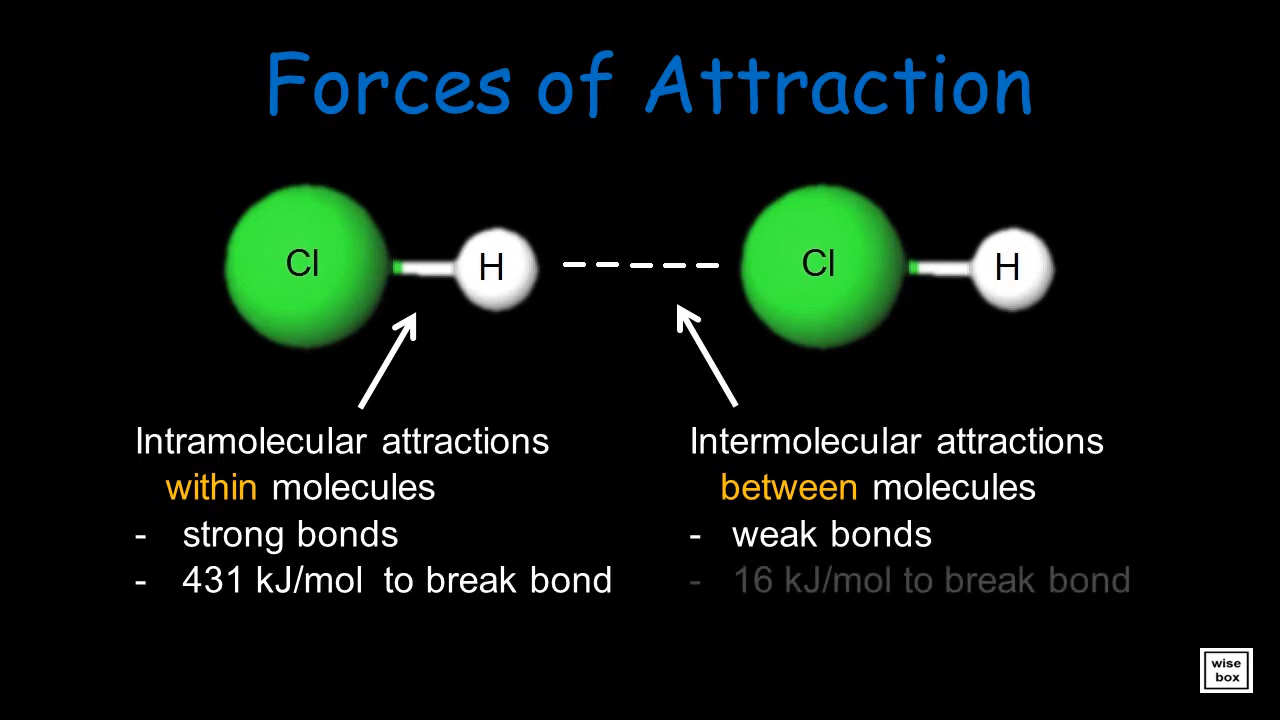 Forces of Attraction
Cl H Cl H
Intramolecular attractions
within molecules
- strong bonds
- 431 kJ/mol to break bond
Intermolecular attractions
between molecules
- weak bonds
- 16 kJ/mol to break bond
wise
box